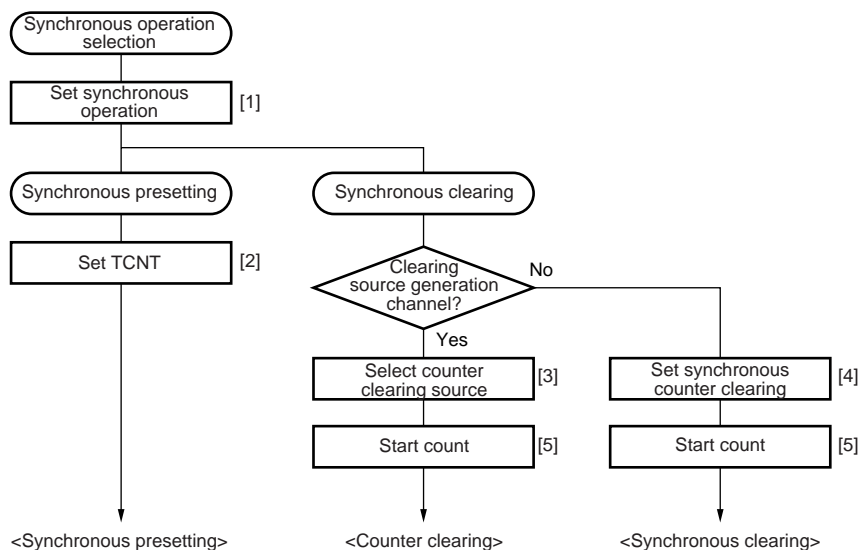 Synchronous operation
selection
Set synchronous
operation
[1]
Synchronous presetting
Synchronous clearing
Set TCNT
[2]
Clearing
source generation
channel?
No
Yes
Select counter
clearing source
[3]
Set synchronous
counter clearing
[4]
Start count
[5]
Start count
[5]
<Synchronous presetting>
<Counter clearing>
<Synchronous clearing>